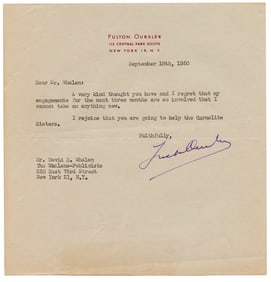 FULTON OURSLER
112 CENTRAL PARK SOUTH
NEW YORK 19, N. Y.
September 18th, 1950
Dear Mr. Whalen:
A very kind thought you have and I regret that my
engagements for the next three months are so involved that I
cannot take on anything new.
I rejoice that you are going to help the Carmelite
Sisters.
Faithfully,
Mr. David E. Whalen
The Whalens-Publicists
220 East 73rd Street
New York 21, N.Y.